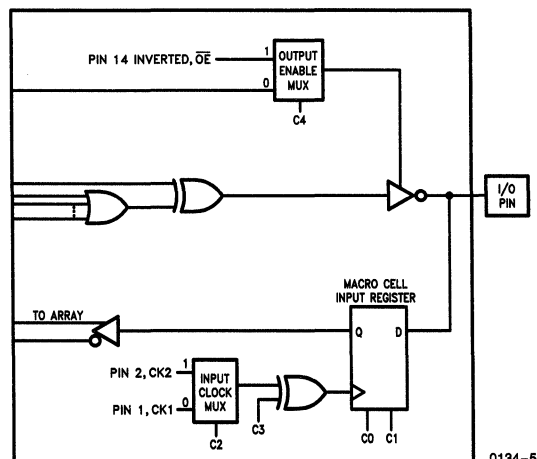 PIN 14 INVERTED, OE
1
0
OUTPUT
ENABLE
MUX
C4
I/O
PIN
MACRO CELL
INPUT REGISTER
TO ARRAY
Q
D
PIN 2, CK2
1
PIN 1, CK1
0
INPUT
CLOCK
MUX
C2
C3
C0
C1
0134-5